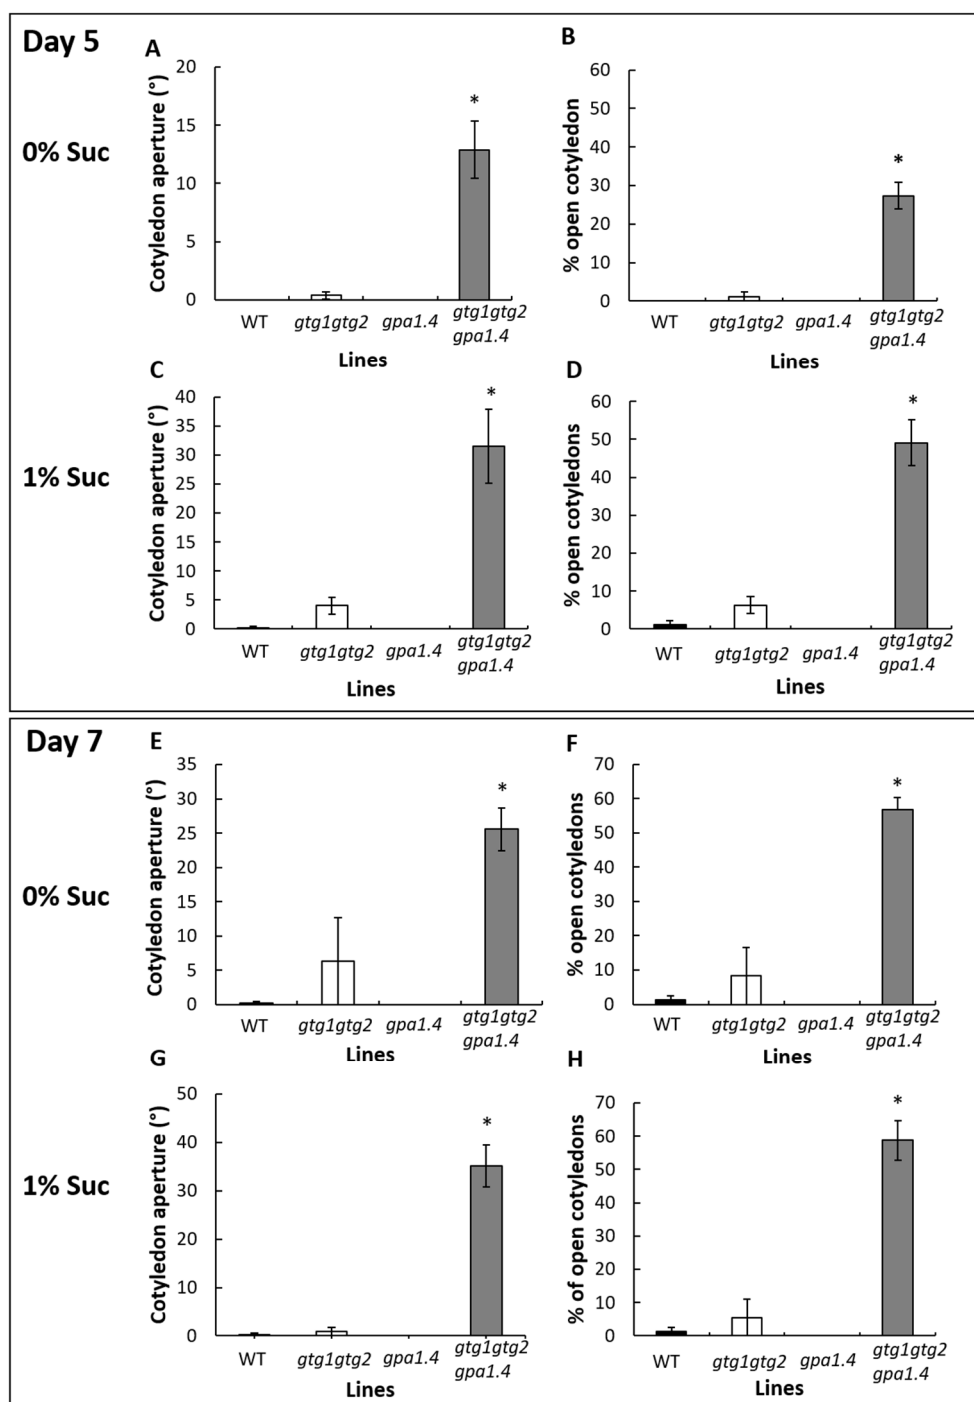 Day 5
0% Suc
A
Cotyledon aperture (°)
20
15
10
5
0
*
WT
gtg1gtg2
gpa1.4
gtg1gtg2
gpa1.4
Lines
B
% open cotyledon
60
50
40
30
20
10
0
*
WT
gtg1gtg2
gpa1.4
gtg1gtg2
gpa1.4
Lines
1% Suc
C
Cotyledon aperture (°)
40
35
30
25
20
15
10
5
0
*
WT
gtg1gtg2
gpa1.4
gtg1gtg2
gpa1.4
Lines
D
% open cotyledons
60
50
40
30
20
10
0
*
WT
gtg1gtg2
gpa1.4
gtg1gtg2
gpa1.4
Lines
Day 7
0% Suc
E
Cotyledon aperture (°)
35
30
25
20
15
10
5
0
*
WT
gtg1gtg2
gpa1.4
gtg1gtg2
gpa1.4
Lines
F
% open cotyledons
70
60
50
40
30
20
10
0
*
WT
gtg1gtg2
gpa1.4
gtg1gtg2
gpa1.4
Lines
1% Suc
G
Cotyledon aperture (°)
50
40
30
20
10
0
*
WT
gtg1gtg2
gpa1.4
gtg1gtg2
gpa1.4
Lines
H
% of open cotyledons
70
60
50
40
30
20
10
0
*
WT
gtg1gtg2
gpa1.4
gtg1gtg2
gpa1.4
Lines